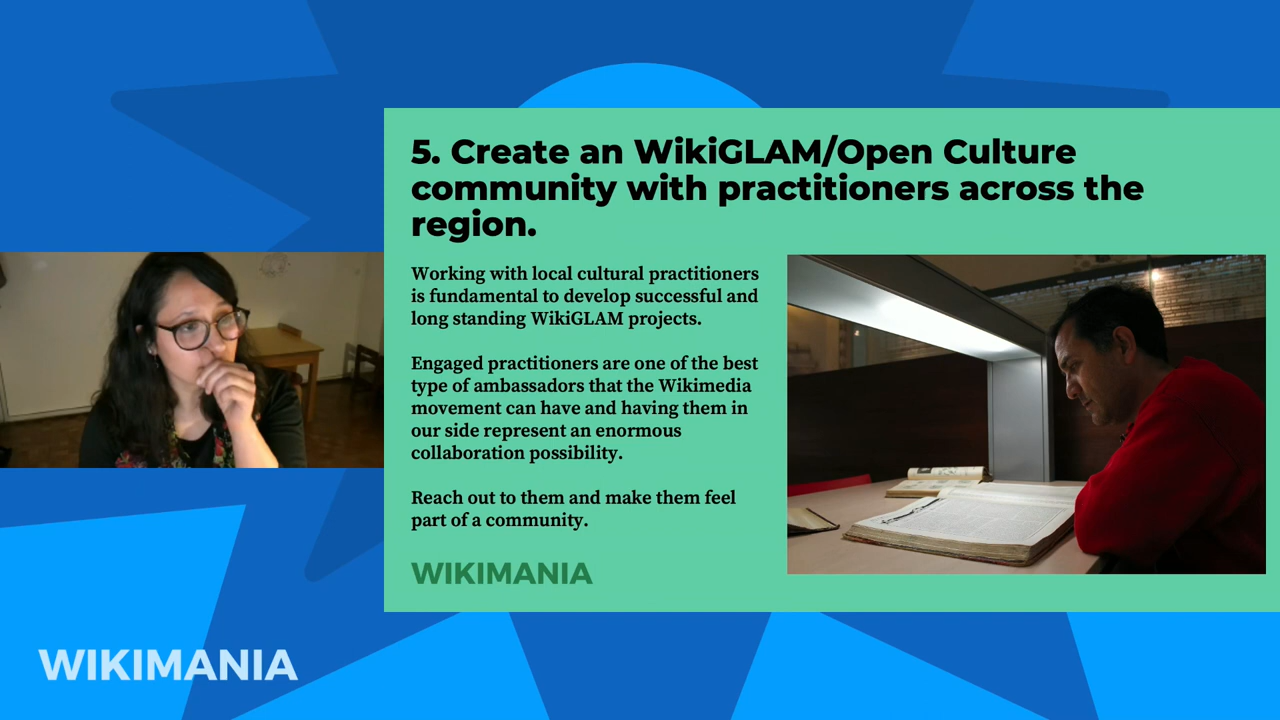 5. Create an WikiGLAM/Open Culture
community with practitioners across the
region.
Working with local cultural practitioners
is fundamental to develop successful and
long standing WikiGLAM projects.
Engaged practitioners are one of the best
type of ambassadors that the Wikimedia
movement can have and having them in
our side represent an enormous
collaboration possibility.
Reach out to them and make them feel
part of a community.
WIKIMANIA
WIKIMANIA